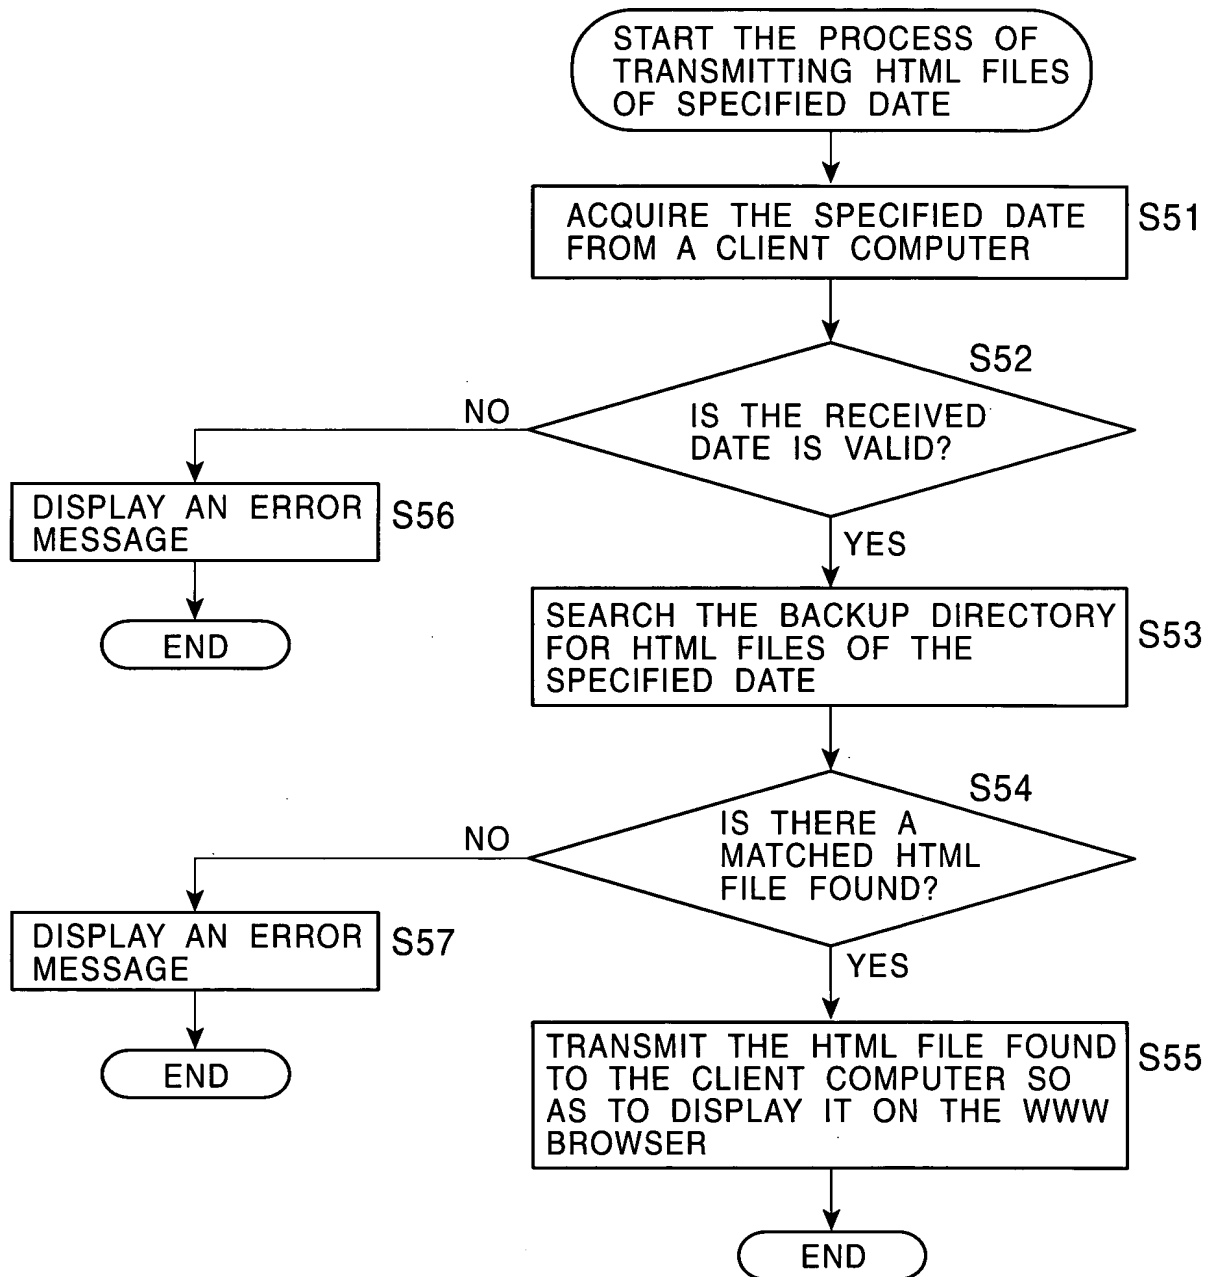 START THE PROCESS OF
TRANSMITTING HTML FILES
OF SPECIFIED DATE
ACQUIRE THE SPECIFIED DATE
FROM A CLIENT COMPUTER
S51
S52
IS THE RECEIVED
DATE IS VALID?
NO
DISPLAY AN ERROR
MESSAGE
S56
END
YES
SEARCH THE BACKUP DIRECTORY
FOR HTML FILES OF THE
SPECIFIED DATE
S53
S54
IS THERE A
MATCHED HTML
FILE FOUND?
NO
DISPLAY AN ERROR
MESSAGE
S57
END
YES
TRANSMIT THE HTML FILE FOUND
TO THE CLIENT COMPUTER SO
AS TO DISPLAY IT ON THE WWW
BROWSER
S55
END